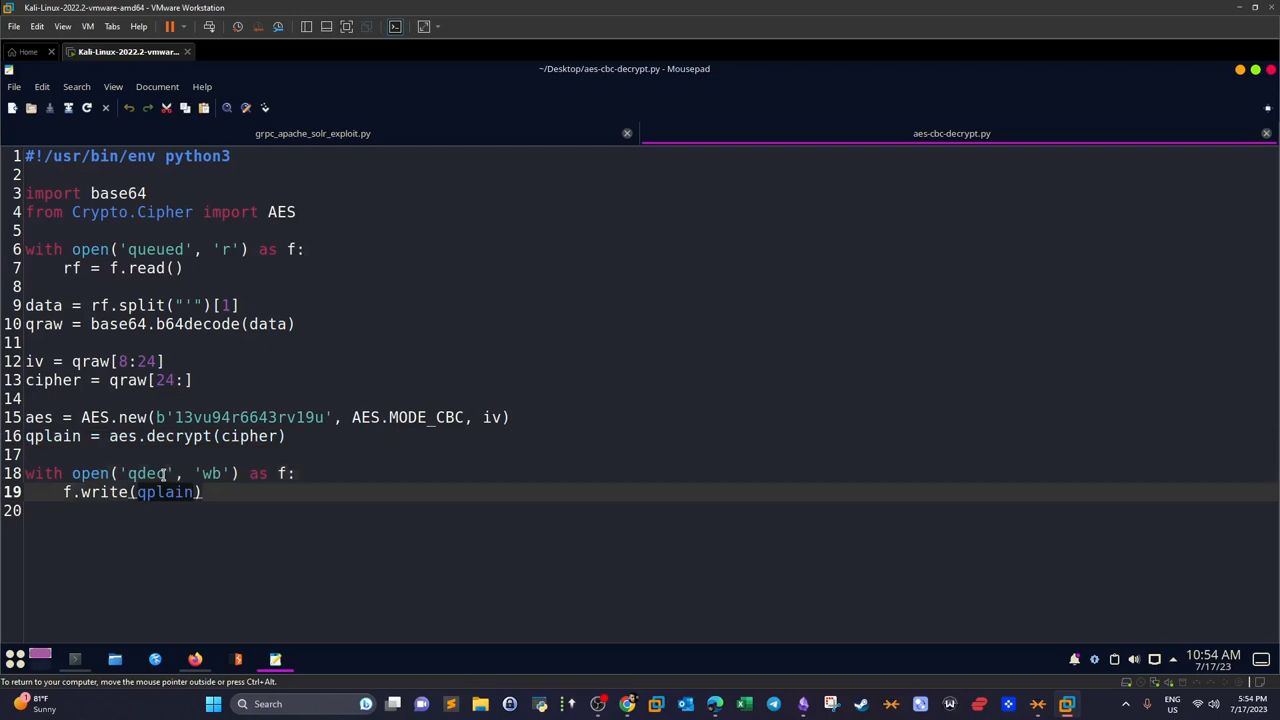 Kali-Linux-2022.2-vmware-amd64 - VMware Workstation
File Edit View VM Tabs Help
Home Kali-Linux-2022.2-vmwar...
~/Desktop/aes-cbc-decrypt.py - Mousepad
File Edit Search View Document Help
grpc_apache_solr_exploit.py aes-cbc-decrypt.py
1 #!/usr/bin/env python3
2
3 import base64
4 from Crypto.Cipher import AES
5
6 with open('queued', 'r') as f:
7     rf = f.read()
8
9 data = rf.split("'")[1]
10 qraw = base64.b64decode(data)
11
12 iv = qraw[8:24]
13 cipher = qraw[24:]
14
15 aes = AES.new(b'13vu94r6643rv19u', AES.MODE_CBC, iv)
16 qplain = aes.decrypt(cipher)
17
18 with open('qdec', 'wb') as f:
19     f.write(qplain)
20
10:54 AM
7/17/23
To return to your computer, move the mouse pointer outside or press Ctrl+Alt.
81°F
Sunny
Search
ENG
US
5:54 PM
7/17/2023